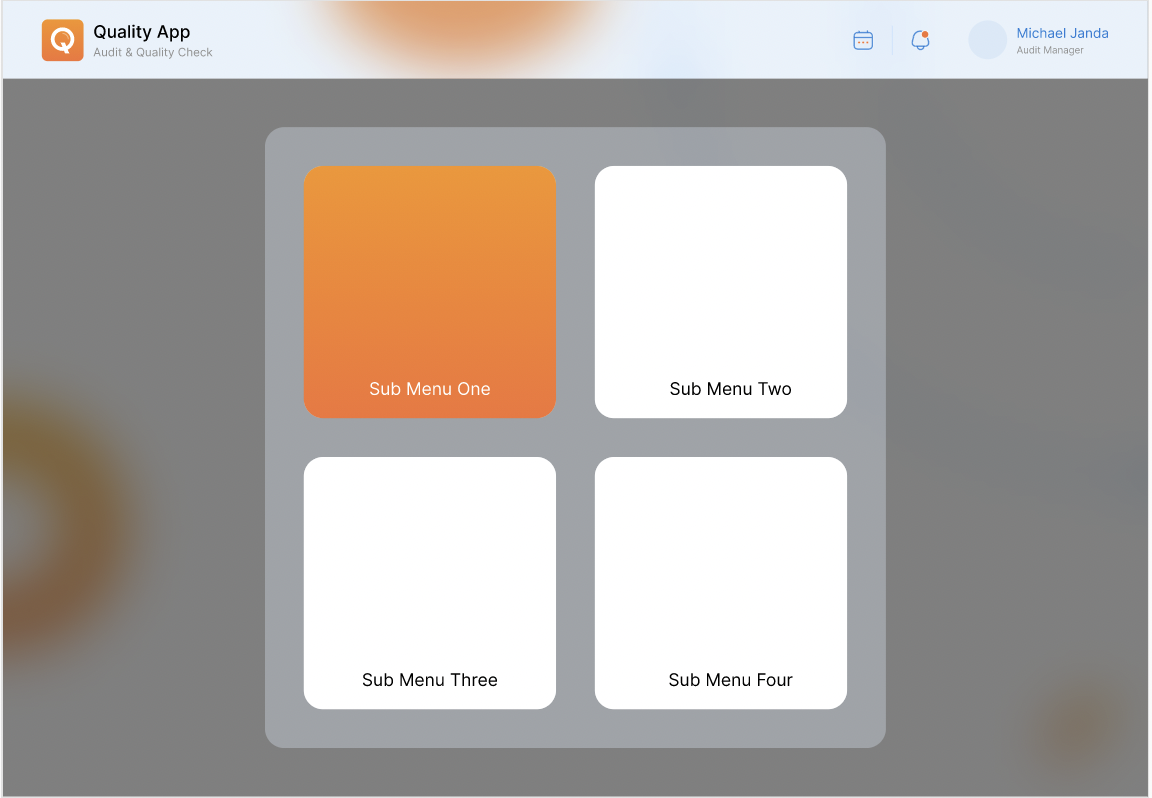 Quality App
Audit & Quality Check
Michael Janda
Audit Manager
Sub Menu One
Sub Menu Two
Sub Menu Three
Sub Menu Four